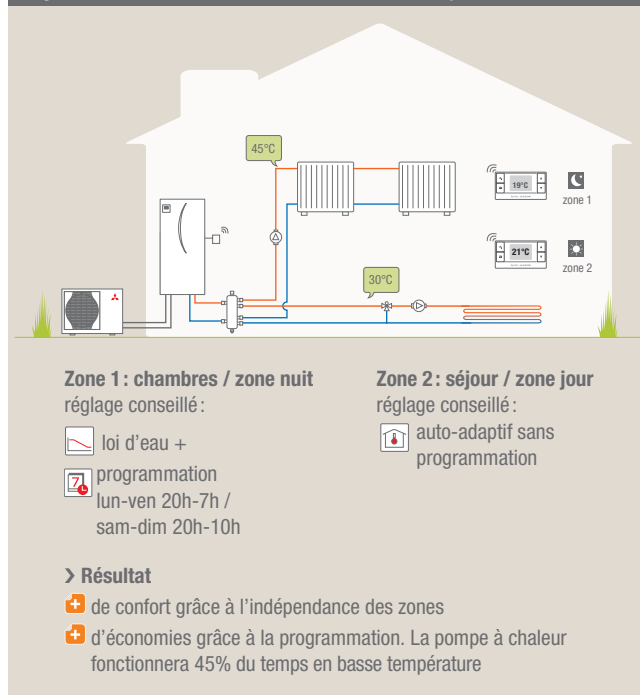 45°C
19°C
zone 1
21°C
zone 2
30°C
Zone 1 : chambres / zone nuit
réglage conseillé :
loi d'eau +
7
programmation
lun-ven 20h-7h /
sam-dim 20h-10h
Zone 2 : séjour / zone jour
réglage conseillé :
auto-adaptif sans
programmation
› Résultat
+ de confort grâce à l'indépendance des zones
+ d'économies grâce à la programmation. La pompe à chaleur
fonctionnera 45% du temps en basse température